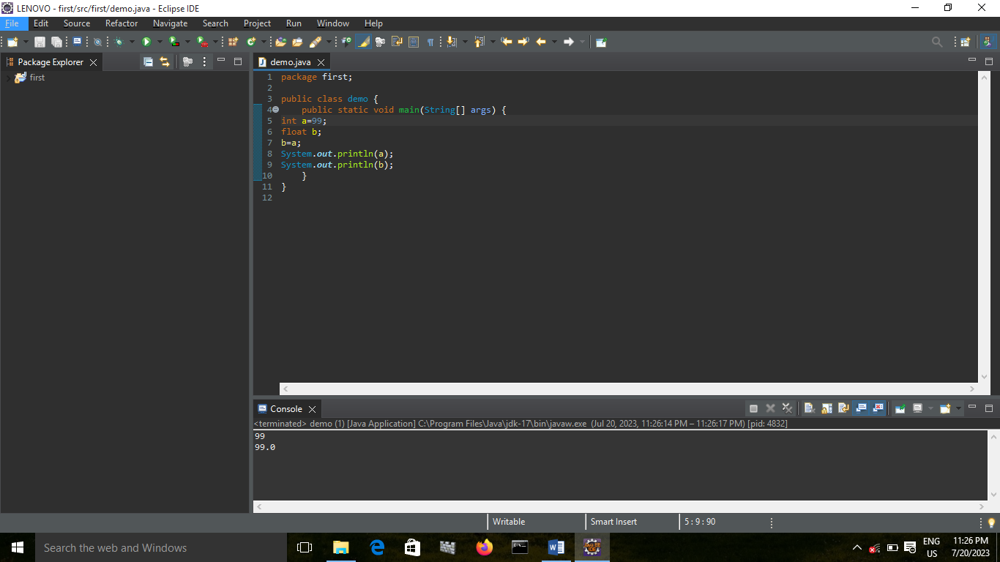 LENOVO - first/src/first/demo.java - Eclipse IDE
File Edit Source Refactor Navigate Search Project Run Window Help
Package Explorer
first
demo.java
1 package first;
2
3 public class demo {
4 public static void main(String[] args) {
5 int a=99;
6 float b;
7 b=a;
8 System.out.println(a);
9 System.out.println(b);
10 }
11 }
12
Console
<terminated> demo (1) [Java Application] C:\Program Files\Java\jdk-17\bin\javaw.exe (Jul 20, 2023, 11:26:14 PM – 11:26:17 PM) [pid: 4832]
99
99.0
Writable Smart Insert 5 : 9 : 90
Search the web and Windows
ENG
US
11:26 PM
7/20/2023